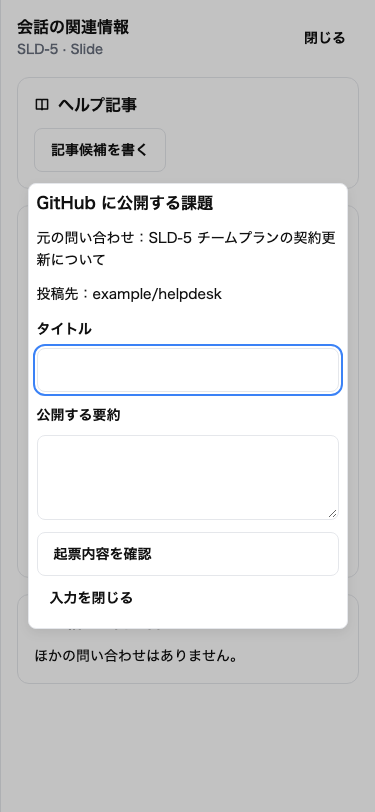 会話の関連情報
SLD-5 · Slide
閉じる
ヘルプ記事
記事候補を書く
GitHub に公開する課題
元の問い合わせ：SLD-5 チームプランの契約更
新について
投稿先：example/helpdesk
タイトル
公開する要約
起票内容を確認
入力を閉じる
ほかの問い合わせはありません。